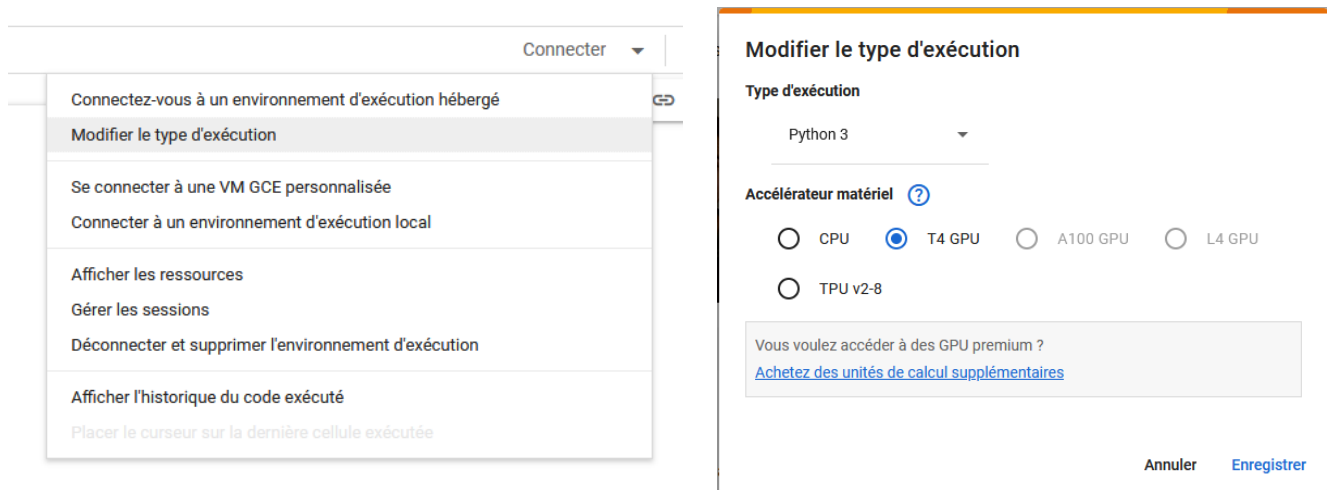 Connecter
Connectez-vous à un environnement d'exécution hébergé
Modifier le type d'exécution
Se connecter à une VM GCE personnalisée
Connecter à un environnement d'exécution local
Afficher les ressources
Gérer les sessions
Déconnecter et supprimer l'environnement d'exécution
Afficher l'historique du code exécuté
Placer le curseur sur la dernière cellule exécutée
Modifier le type d'exécution
Type d'exécution
Python 3
Accélérateur matériel ?
CPU T4 GPU A100 GPU L4 GPU
TPU v2-8
Vous voulez accéder à des GPU premium ?
Achetez des unités de calcul supplémentaires
Annuler Enregistrer